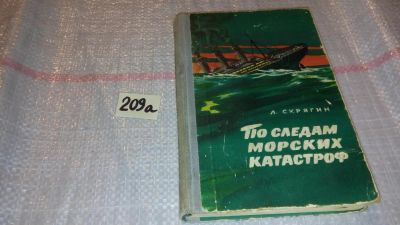 209а
Л. СКРЯГИН
ПО СЛЕДАМ
МОРСКИХ
КАТАСТРОФ